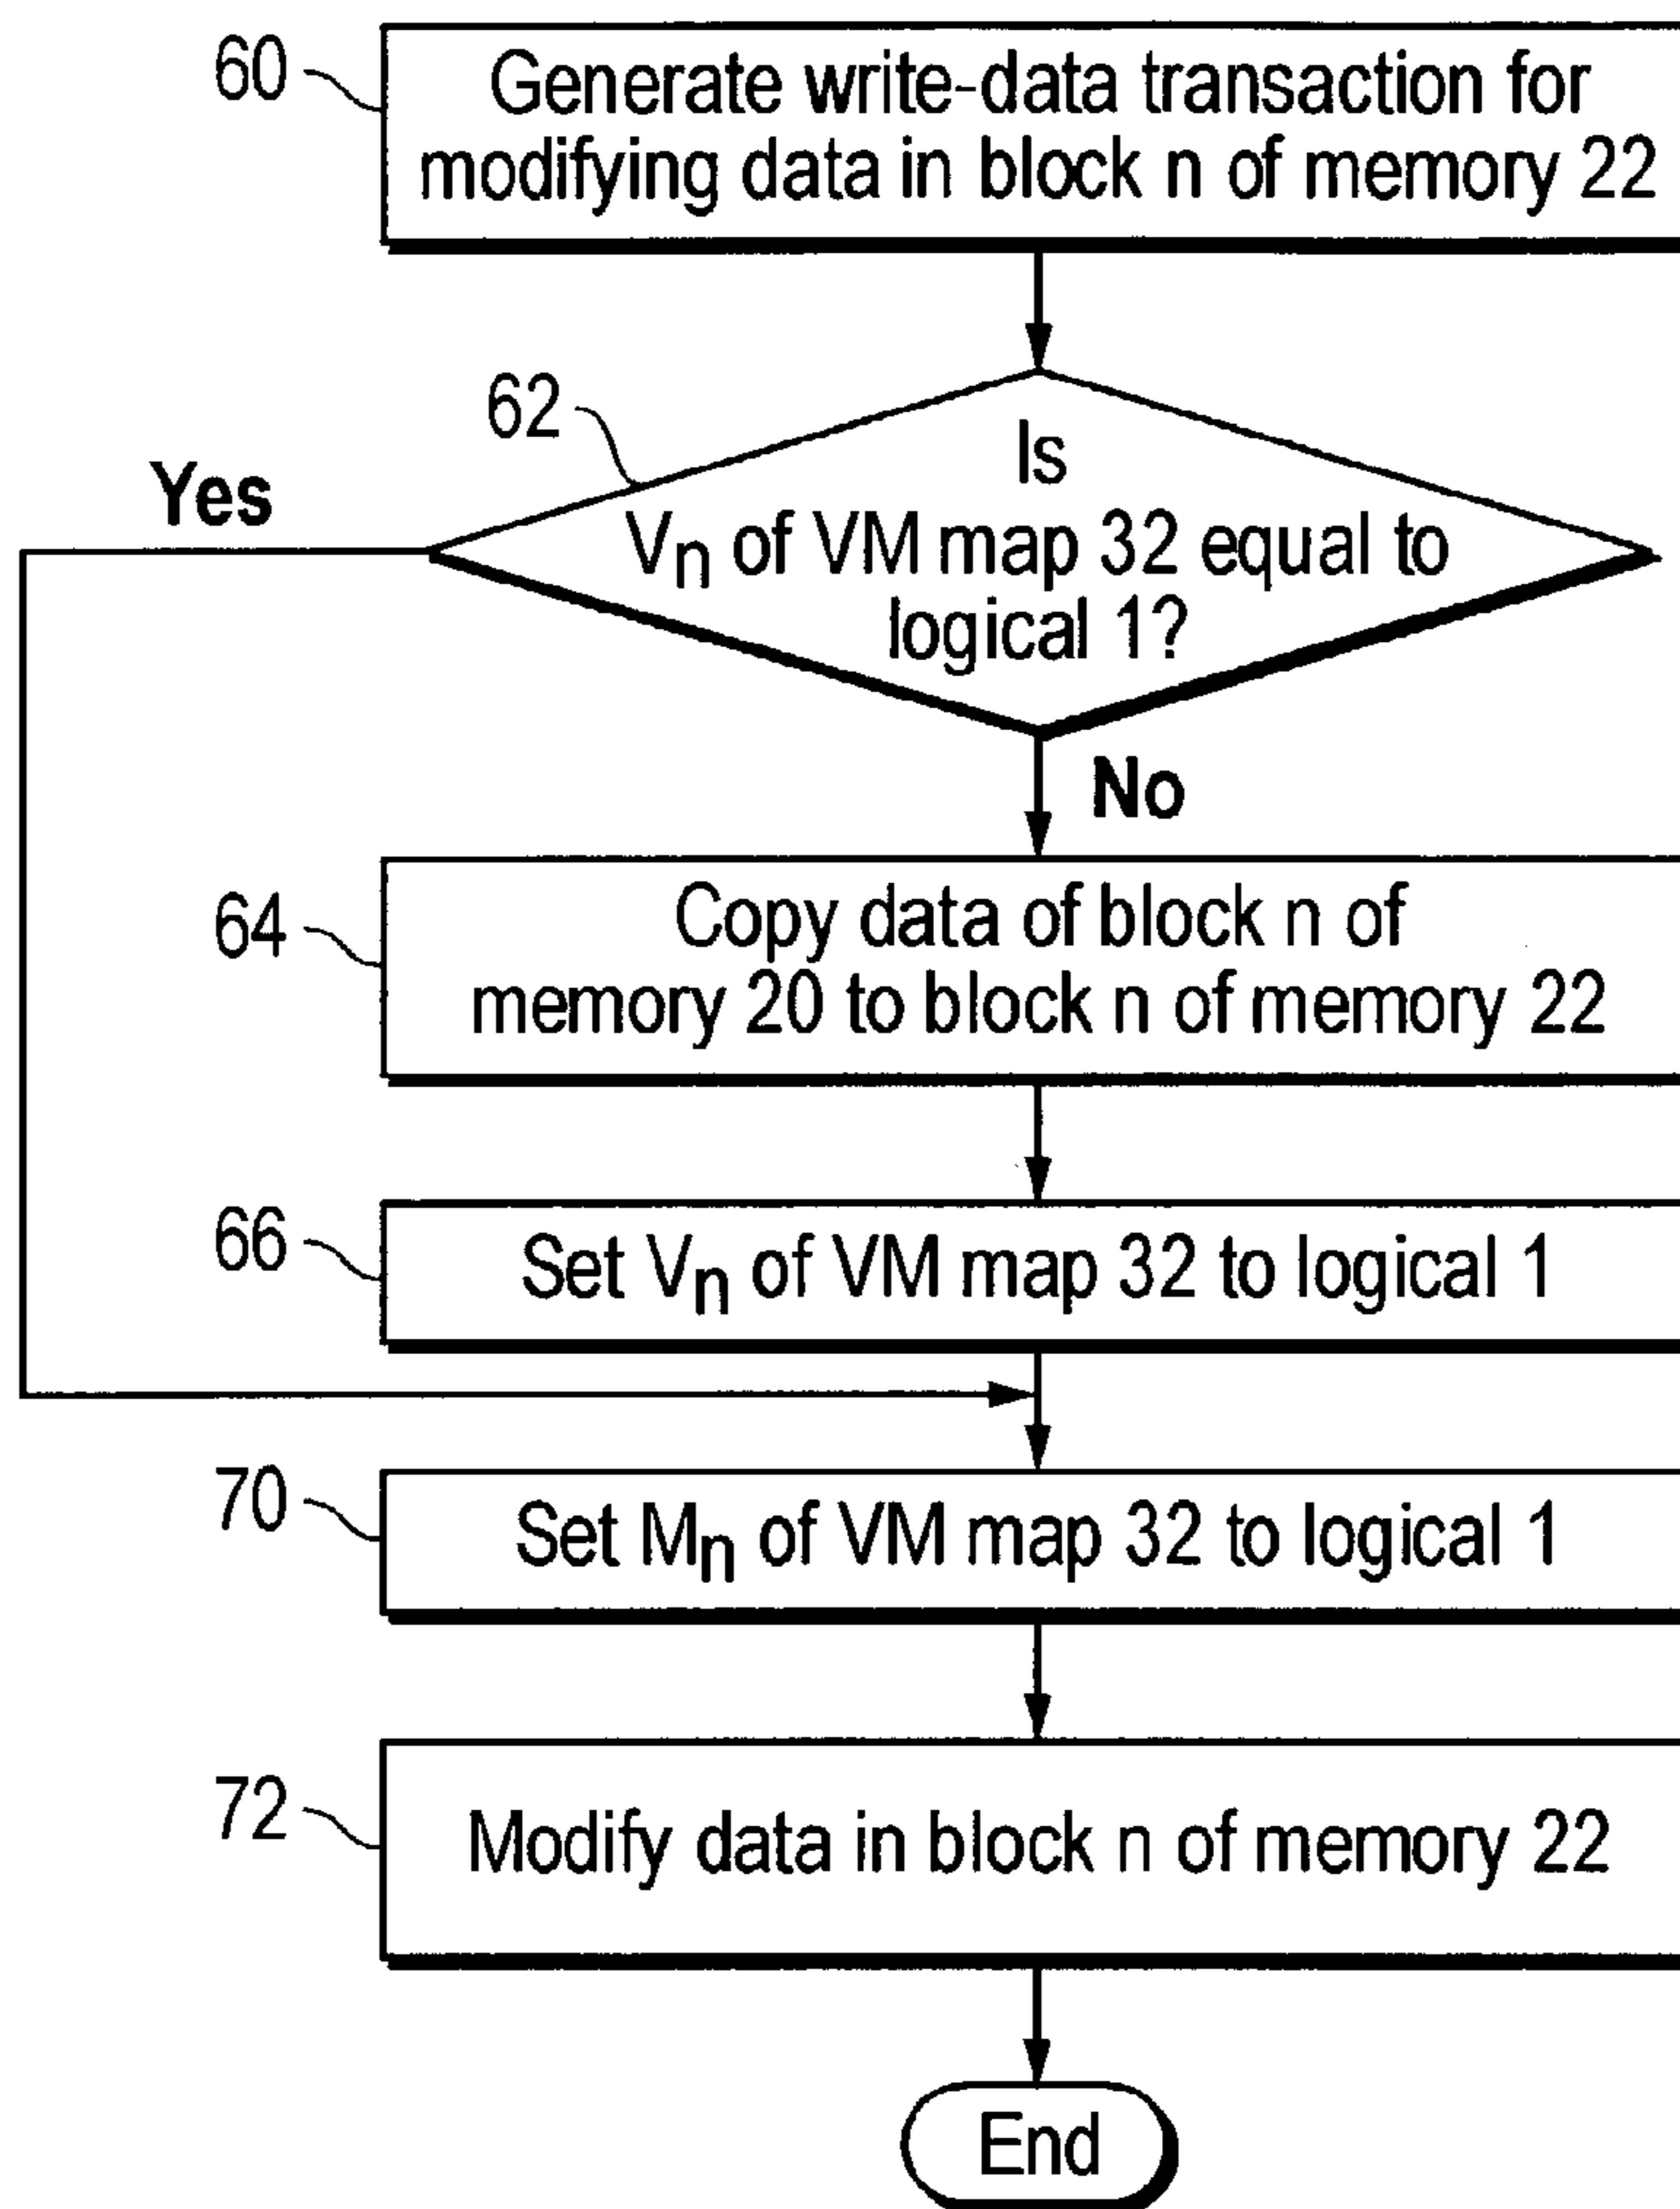 60
Generate write-data transaction for
modifying data in block n of memory 22
62
Yes
Is
Vn of VM map 32 equal to
logical 1?
No
64
Copy data of block n of
memory 20 to block n of memory 22
66
Set Vn of VM map 32 to logical 1
70
Set Mn of VM map 32 to logical 1
72
Modify data in block n of memory 22
End